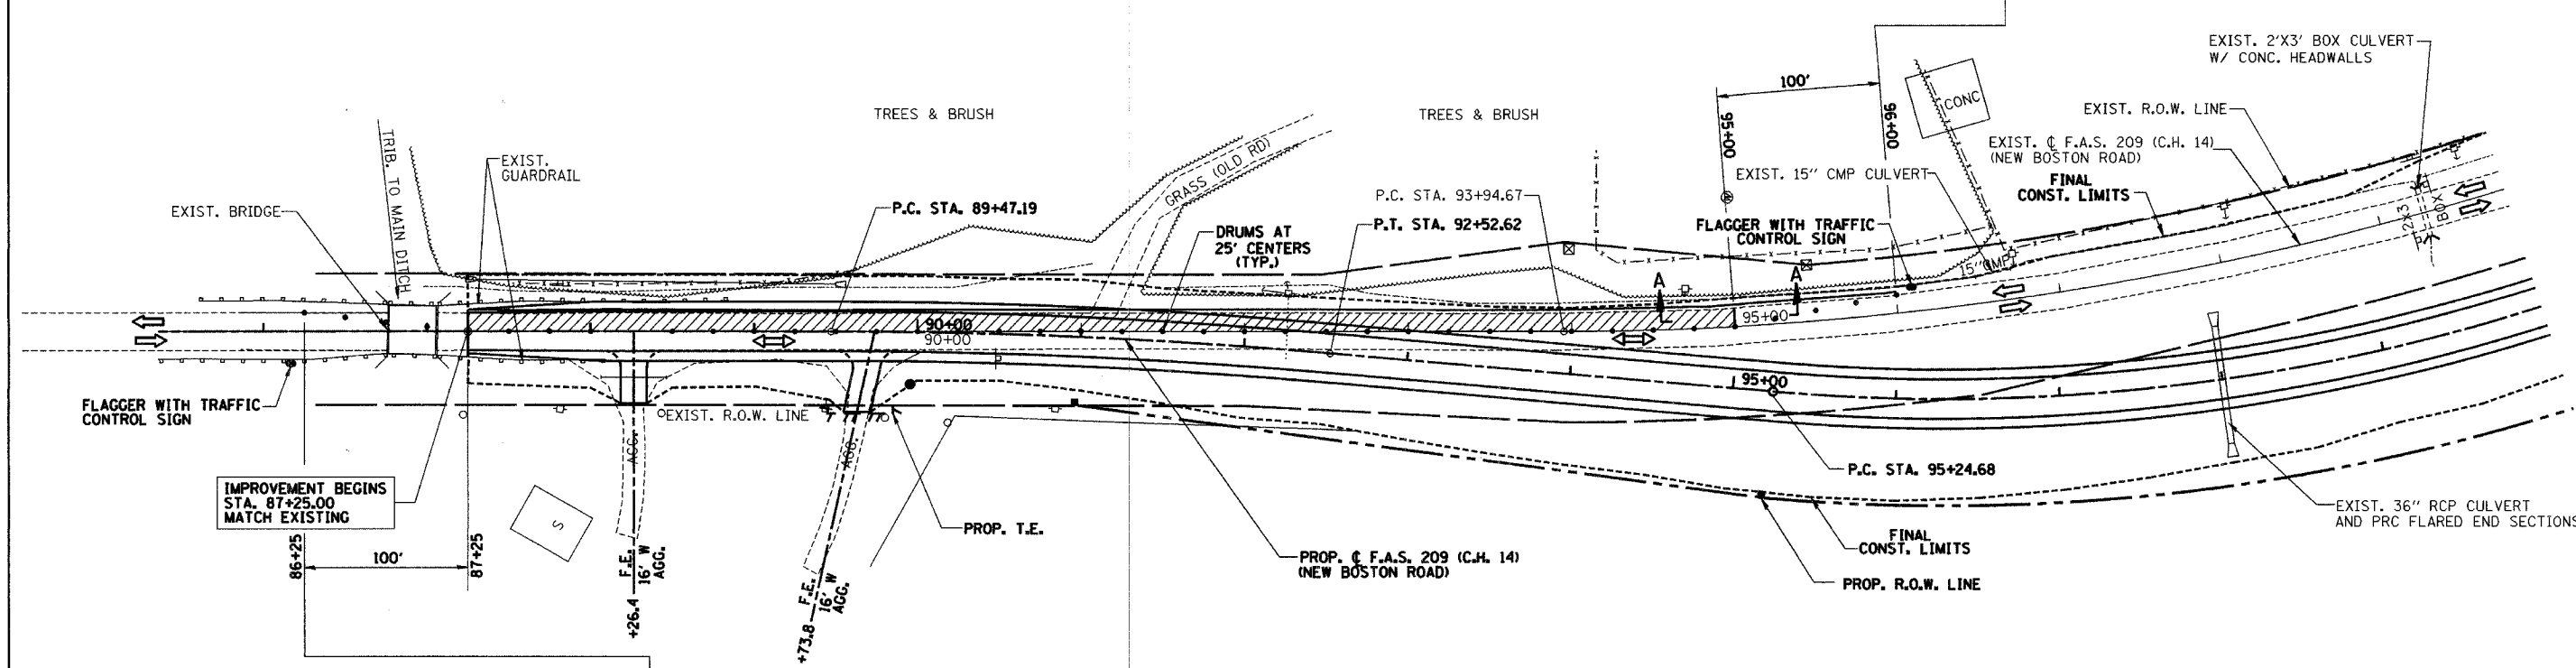 EXIST. 2'X3' BOX CULVERT
W/ CONC. HEADWALLS
100'
CONC
EXIST. R.O.W. LINE
TREES & BRUSH
TREES & BRUSH
95+00
96+00
EXIST. ℄ F.A.S. 209 (C.H. 14)
(NEW BOSTON ROAD)
TRIB. TO MAIN DITCH
EXIST.
GUARDRAIL
GRASS (OLD RD)
EXIST. 15" CMP CULVERT
FINAL
CONST. LIMITS
EXIST. BRIDGE
P.C. STA. 89+47.19
P.C. STA. 93+94.67
P.T. STA. 92+52.62
DRUMS AT
25' CENTERS
(TYP.)
FLAGGER WITH TRAFFIC
CONTROL SIGN
2X3
BOX
15" CMP
A
A
90+00
90+00
95+00
95+00
FLAGGER WITH TRAFFIC
CONTROL SIGN
EXIST. R.O.W. LINE
AGG.
AGG.
P.C. STA. 95+24.68
IMPROVEMENT BEGINS
STA. 87+25.00
MATCH EXISTING
S
PROP. T.E.
EXIST. 36" RCP CULVERT
AND PRC FLARED END SECTIONS
FINAL
CONST. LIMITS
86+25
100'
87+25
+26.4
F.E.
16' W
AGG.
+73.8
F.E.
16' W
AGG.
PROP. ℄ F.A.S. 209 (C.H. 14)
(NEW BOSTON ROAD)
PROP. R.O.W. LINE